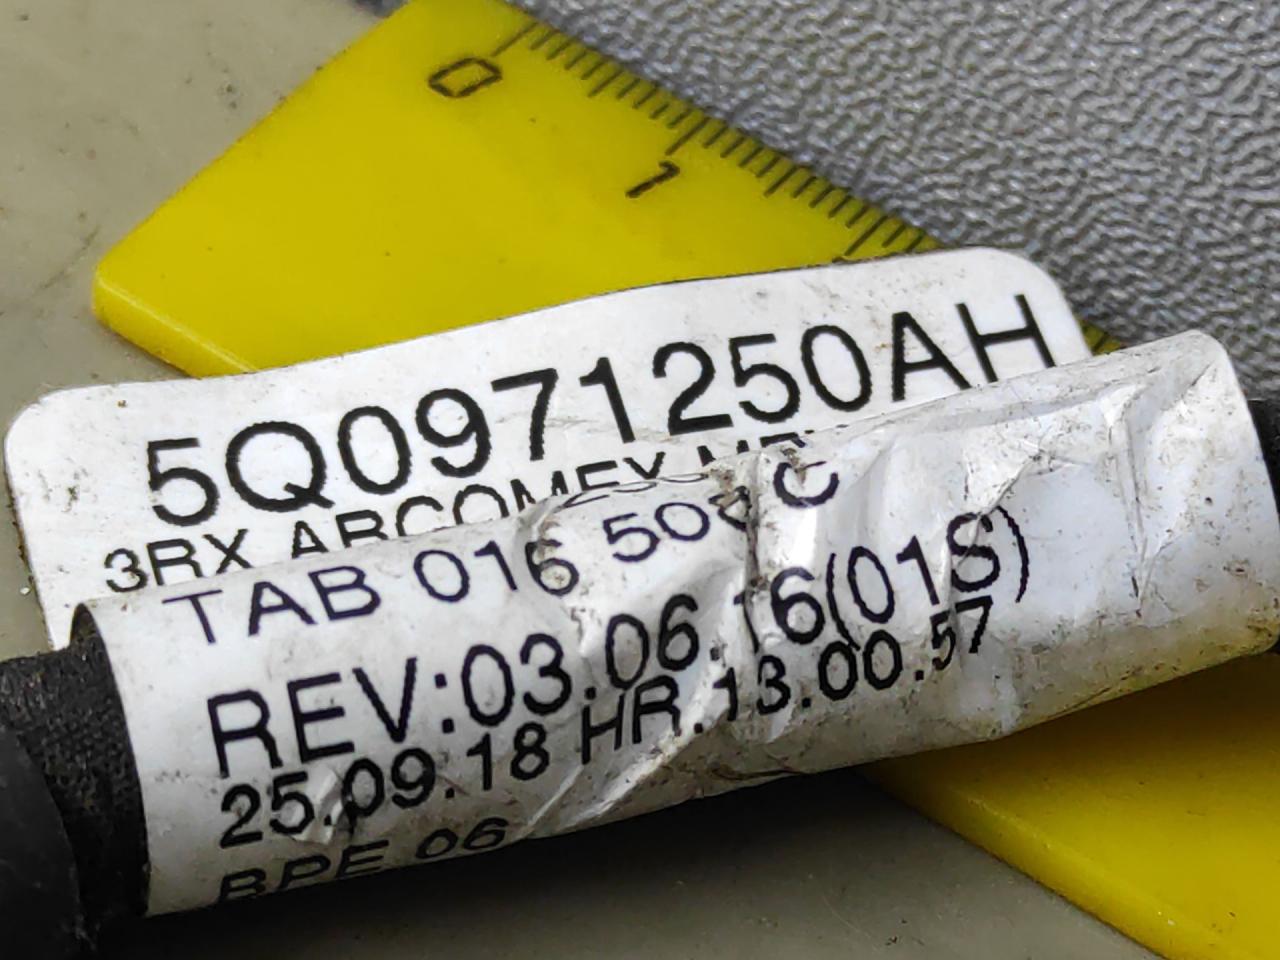 0
1
5Q0971250AH
3RX ARCOMEX
TAB 016 C
REV:03.06.16(01S)
25.09.18 HR.13.00.57
BPE 06